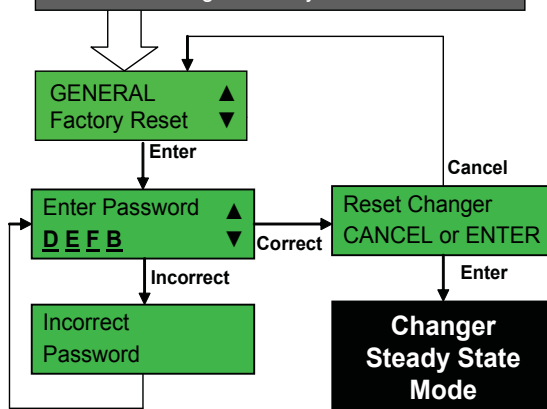 GENERAL ▲
Factory Reset ▼
Enter
Cancel
Enter Password ▲
D E F B ▼
Correct
Reset Changer
CANCEL or ENTER
Incorrect
Enter
Incorrect
Password
Changer
Steady State
Mode